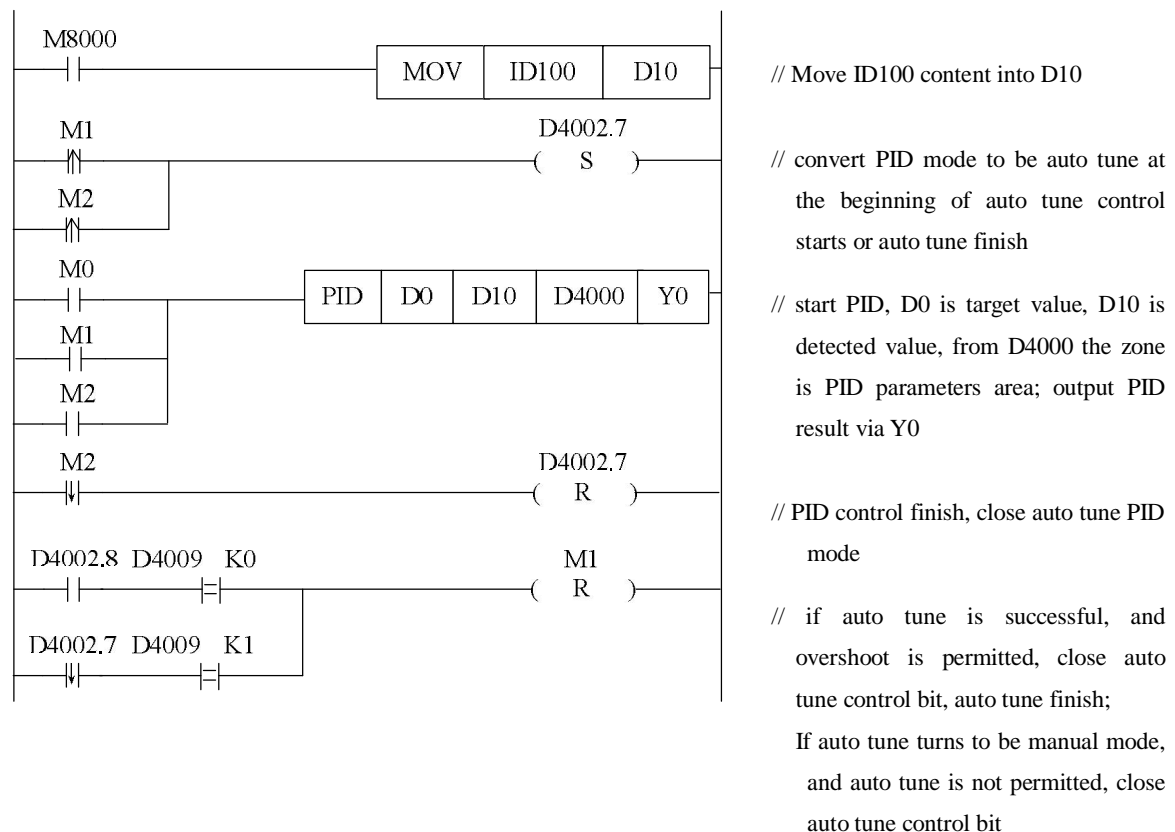 M8000
MOV ID100 D10
// Move ID100 content into D10
M1
D4002.7
( S )
M2
// convert PID mode to be auto tune at
the beginning of auto tune control
starts or auto tune finish
M0
PID D0 D10 D4000 Y0
M1
M2
// start PID, D0 is target value, D10 is
detected value, from D4000 the zone
is PID parameters area; output PID
result via Y0
M2
D4002.7
( R )
// PID control finish, close auto tune PID
mode
D4002.8 D4009 K0
=
M1
( R )
D4002.7 D4009 K1
=
// if auto tune is successful, and
overshoot is permitted, close auto
tune control bit, auto tune finish;
If auto tune turns to be manual mode,
and auto tune is not permitted, close
auto tune control bit